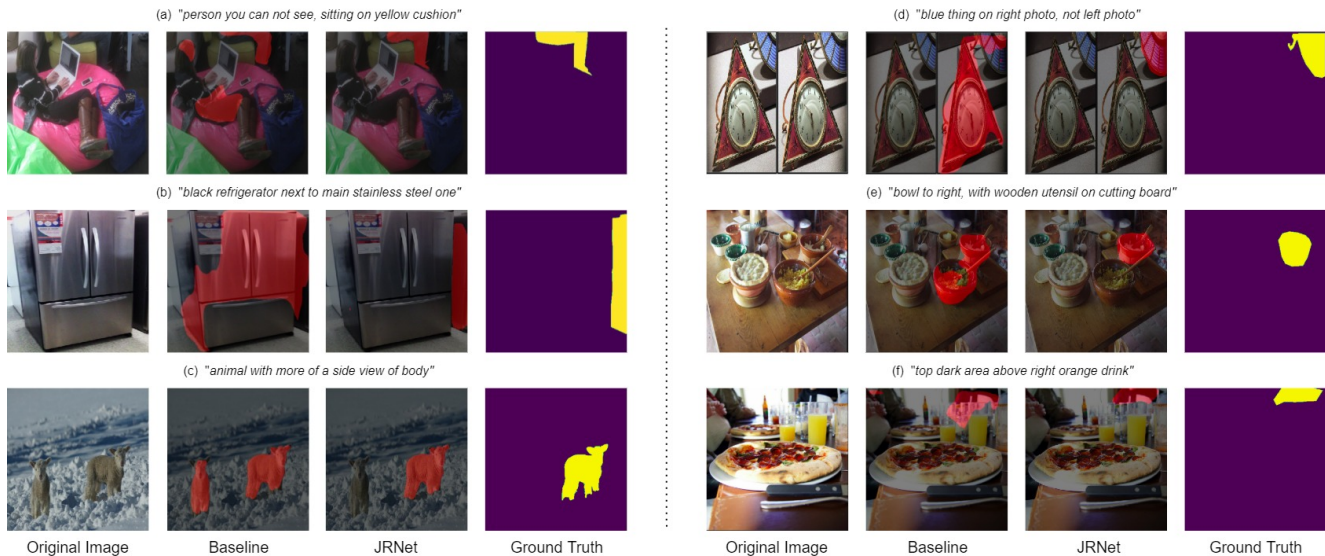 (a) "person you can not see, sitting on yellow cushion"
(b) "black refrigerator next to main stainless steel one"
(c) "animal with more of a side view of body"
Original Image Baseline JRNet Ground Truth
(d) "blue thing on right photo, not left photo"
(e) "bowl to right, with wooden utensil on cutting board"
(f) "top dark area above right orange drink"
Original Image Baseline JRNet Ground Truth